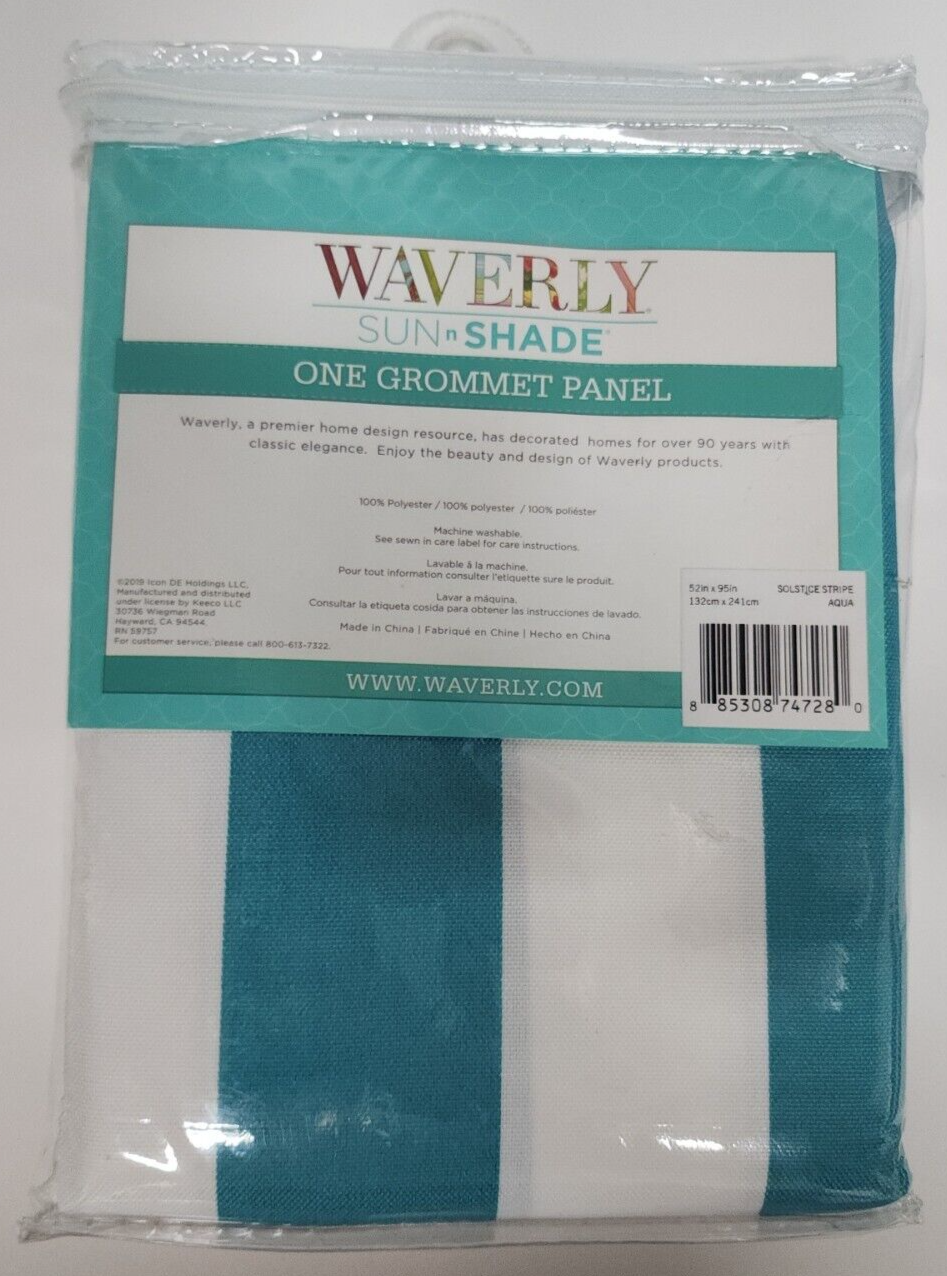 WAVERLY
SUN n SHADE
ONE GROMMET PANEL
Waverly, a premier home design resource, has decorated homes for over 90 years with
classic elegance. Enjoy the beauty and design of Waverly products.
100% Polyester / 100% polyester / 100% poliéster
Machine washable.
See sewn in care label for care instructions.
Lavable à la machine.
Pour tout information consulter l'etiquette sure le produit.
Lavar a máquina.
Consultar la etiqueta cosida para obtener las instrucciones de lavado.
Made in China | Fabriqué en Chine | Hecho en China
©2019 Icon DE Holdings LLC,
Manufactured and distributed
under license by Keeco LLC
30736 Wiegman Road
Hayward, CA 94544.
RN 59757
For customer service, please call 800-613-7322.
52in x 95in SOLSTICE STRIPE
132cm x 241cm AQUA
8 85308 74728 0
WWW.WAVERLY.COM